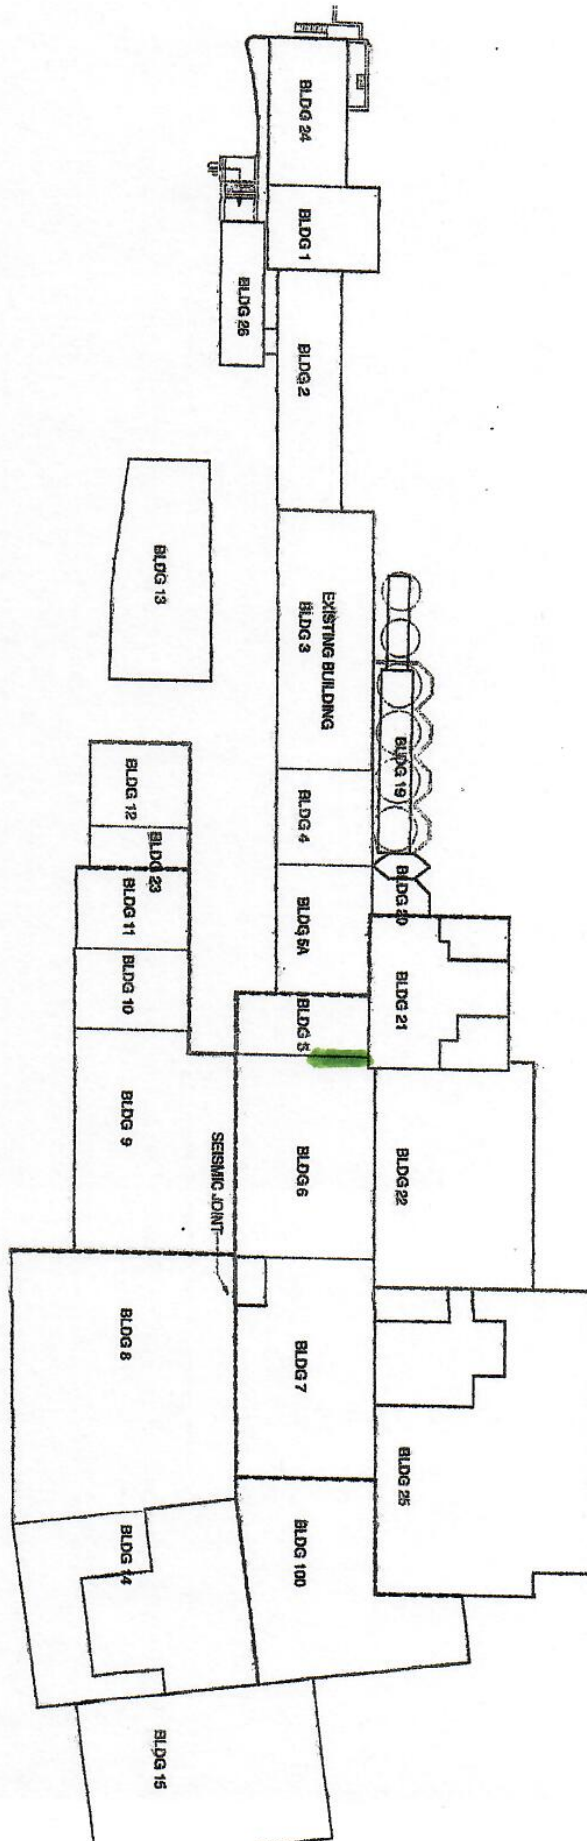 BLDG 24
UP
BLDG 1
BLDG 26
BLDG 2
BLDG 13
EXISTING BUILDING
BLDG 3
BLDG 19
BLDG 12
BLDG 4
BLDG 23
BLDG 20
BLDG 11
BLDG 5A
BLDG 21
BLDG 10
BLDG 5
BLDG 9
SEISMIC JOINT
BLDG 6
BLDG 22
BLDG 8
BLDG 7
BLDG 25
BLDG 14
BLDG 100
BLDG 15